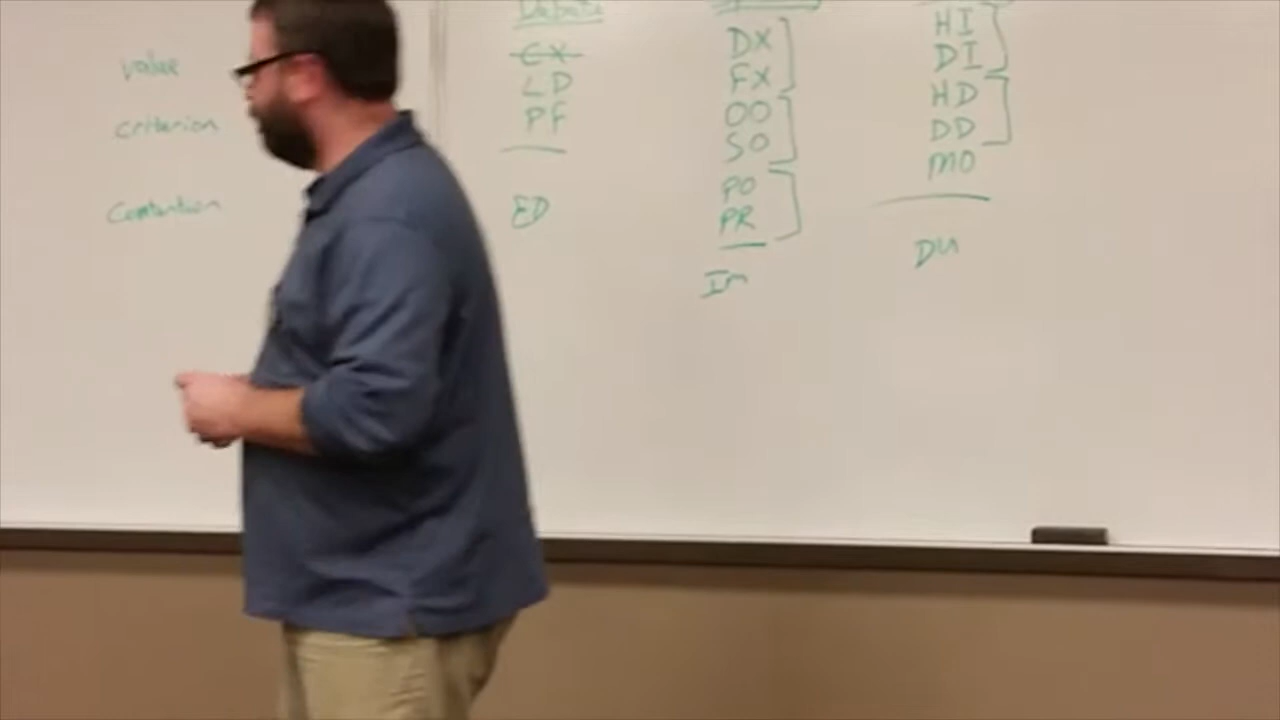 value
criterion
Contention
Debate
CX
LD
PF
ED
DX
FX
OO
SO
PO
PR
In
HI
DI
HD
DD
MO
Du